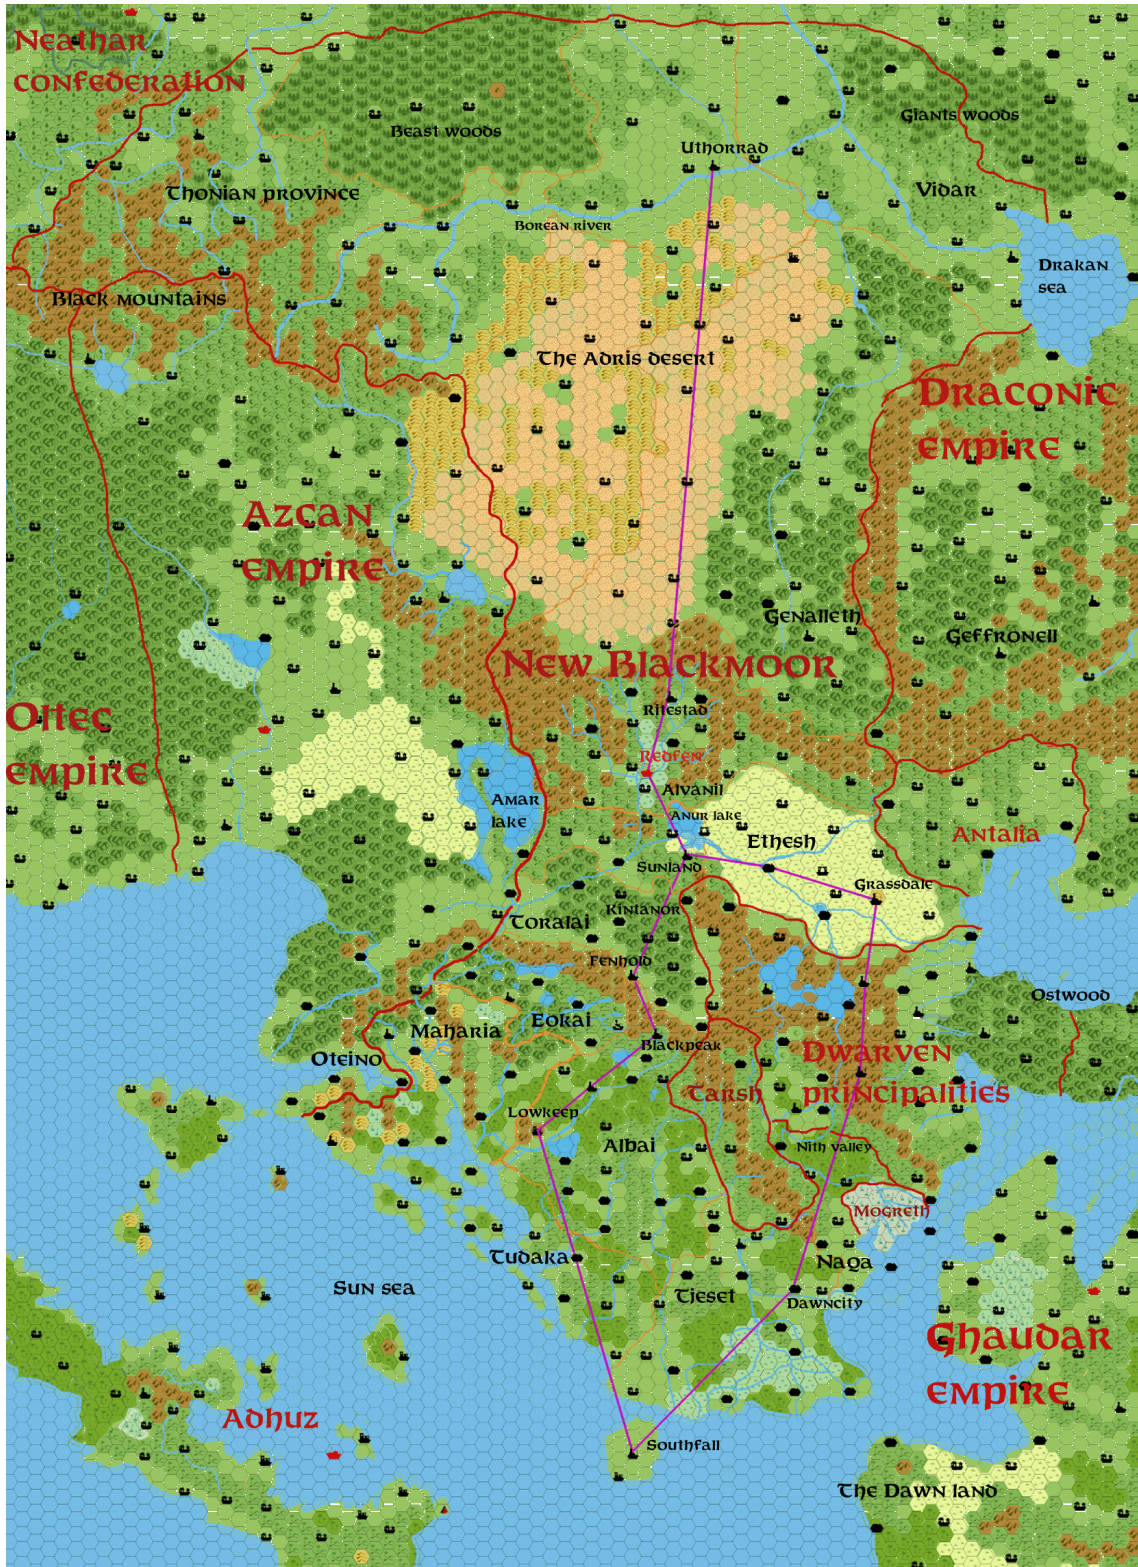 Neathar
confederation
Beast woods
Giants woods
Uthorrad
Thonian province
Vidar
Borean river
Drakan
sea
Black mountains
The Adris desert
Draconic
empire
Azcan
empire
Genalleth
Geffronell
New Blackmoor
Ritestad
Oltec
empire
Redfen
Alvanil
Amar
lake
Anur lake
Ethesh
Antalia
Sunland
Grassdale
Kintanor
Toralai
Fenhold
Ostwood
Eokai
Maharia
Blackpeak
Oteino
Dwarven
principalities
Tarsh
Lowkeep
Albai
Nith valley
Mogreth
Tudaka
Naga
Sun sea
Tjeset
Dawncity
Ghaudar
empire
Adhuz
Southfall
The Dawn land